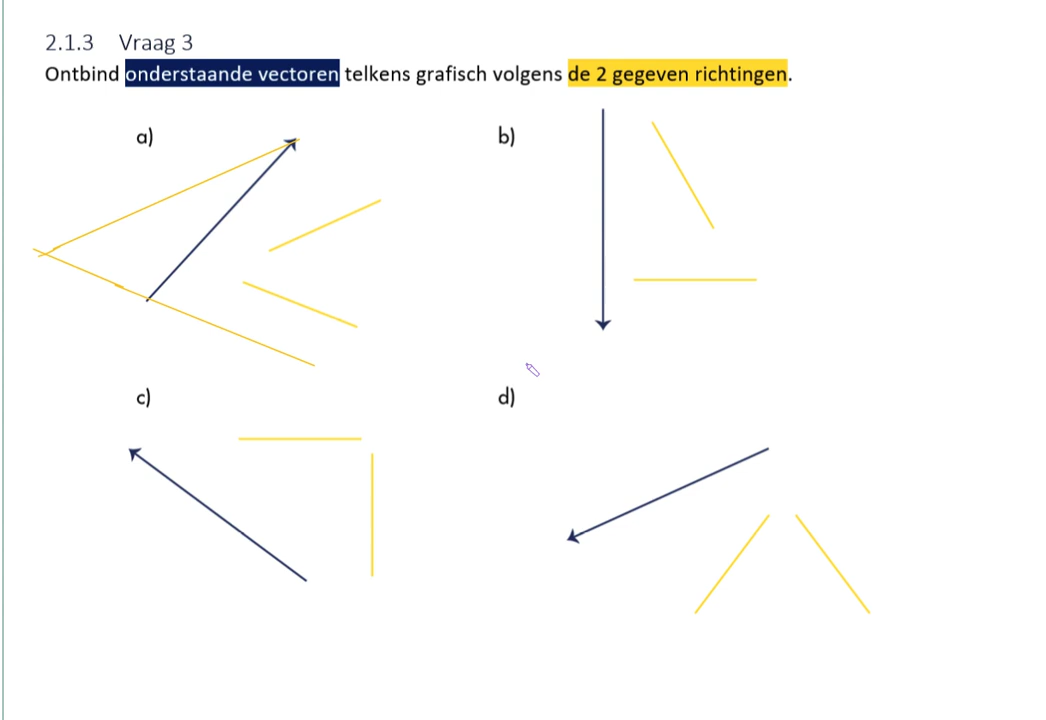 2.1.3 Vraag 3
Ontbind onderstaande vectoren telkens grafisch volgens de 2 gegeven richtingen.
a)
b)
c)
d)